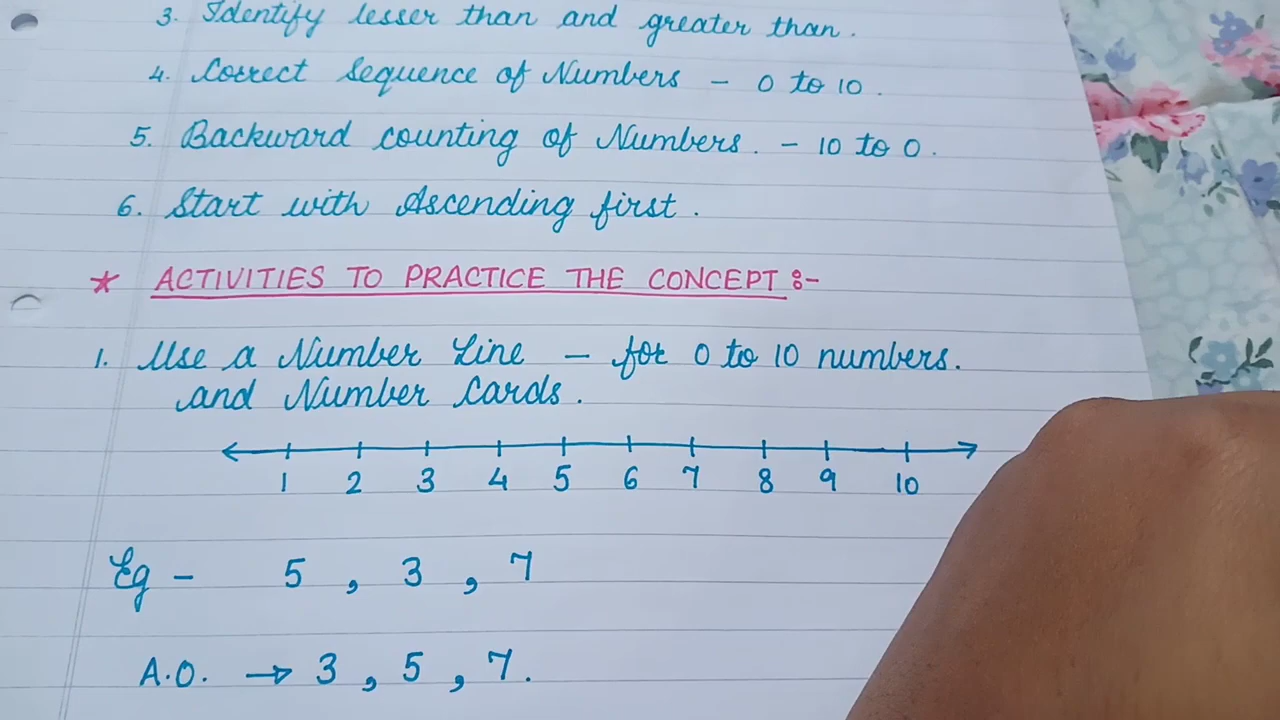 3. Identify lesser than and greater than.
4. Correct Sequence of Numbers - 0 to 10.
5. Backward counting of Numbers. - 10 to 0.
6. Start with Ascending first.
* ACTIVITIES TO PRACTICE THE CONCEPT :-
1. Use a Number Line - for 0 to 10 numbers.
and Number Cards.
1 2 3 4 5 6 7 8 9 10
Eg - 5, 3, 7
A.O. → 3, 5, 7.